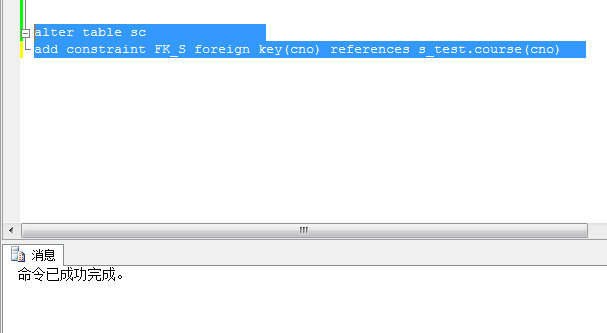 alter table sc
add constraint FK_S foreign key(cno) references s_test.course(cno)
消息
命令已成功完成。